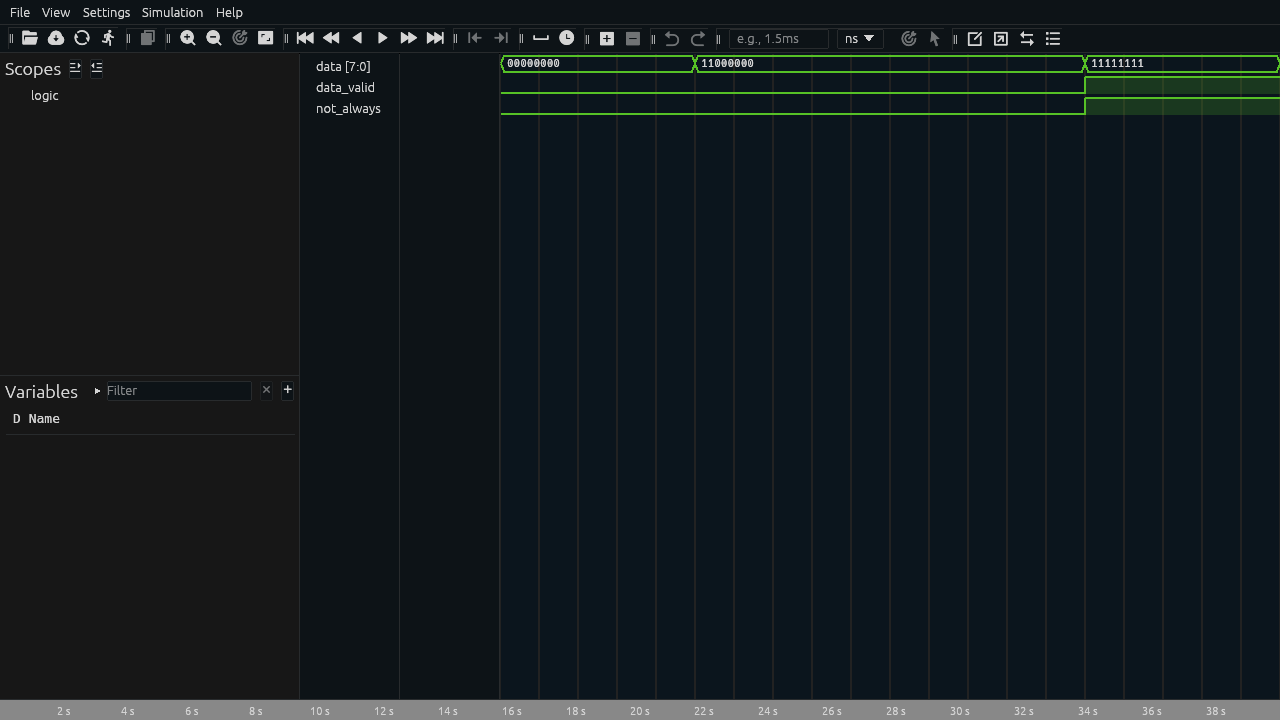 File View Settings Simulation Help
e.g., 1.5ms ns
Scopes
logic
data [7:0] 00000000 11000000 11111111
data_valid
not_always
Variables Filter
D Name
2 s 4 s 6 s 8 s 10 s 12 s 14 s 16 s 18 s 20 s 22 s 24 s 26 s 28 s 30 s 32 s 34 s 36 s 38 s